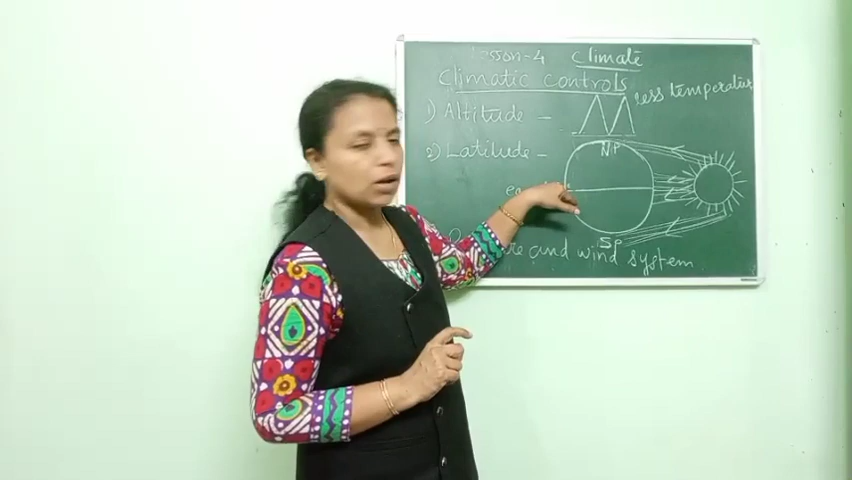 Lesson-4 Climate
Climatic controls
less temperature
1) Altitude -
2) Latitude -
NP
SP
and wind system